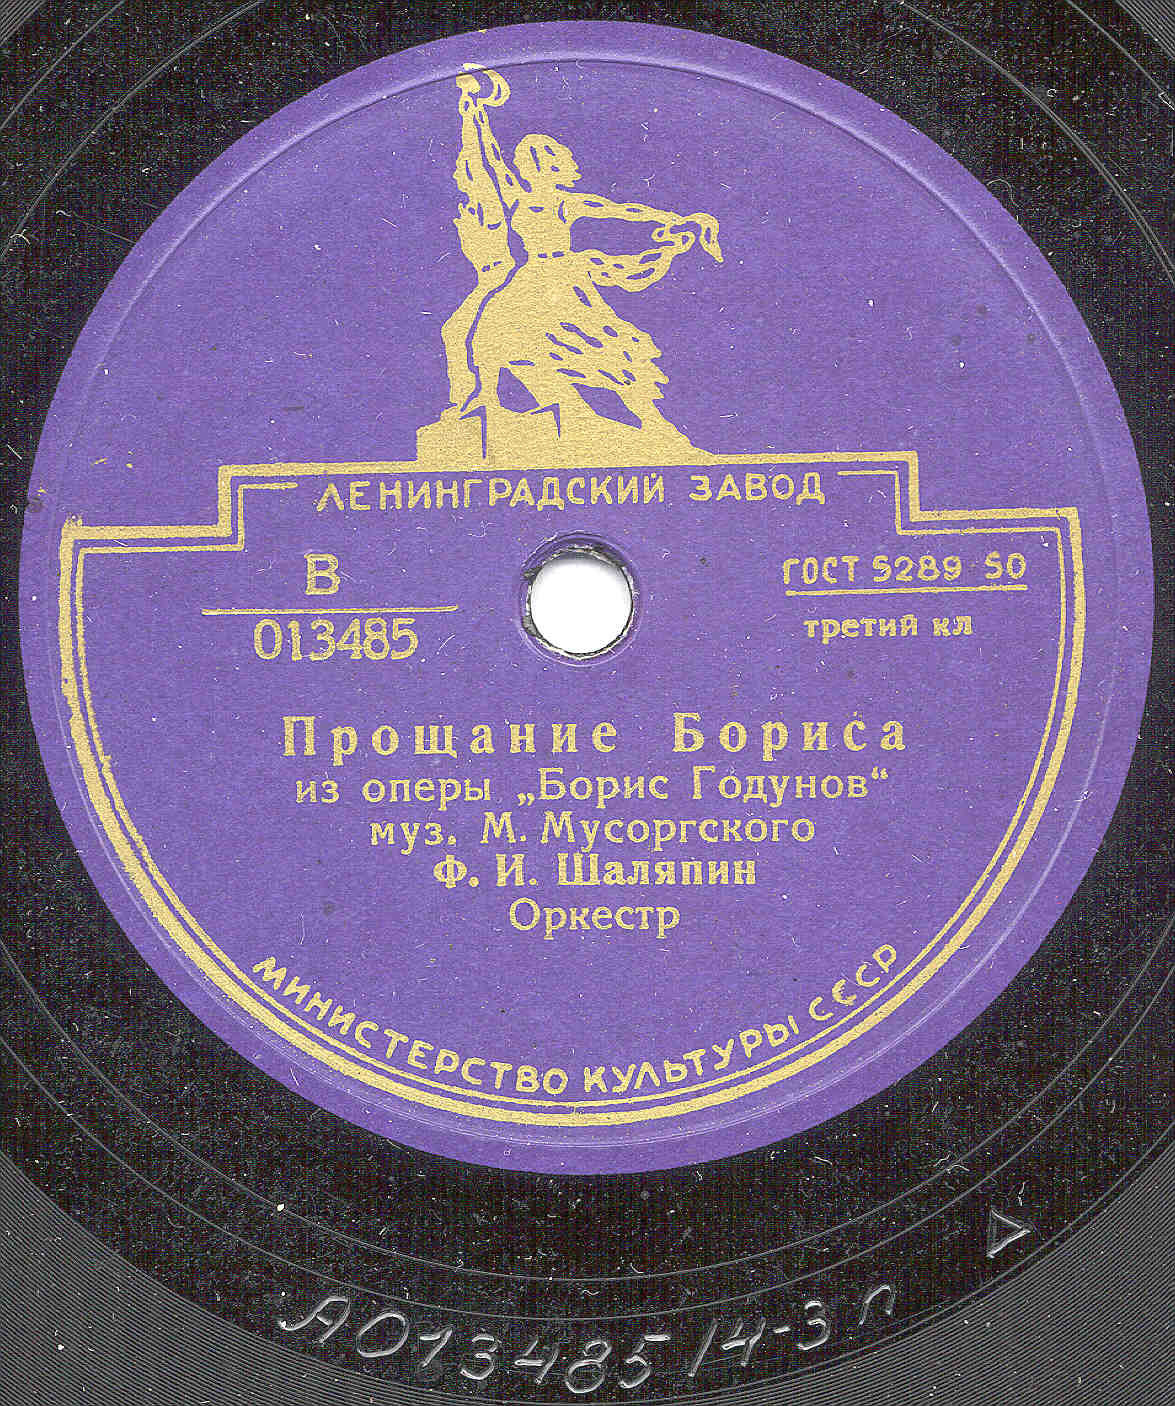 ЛЕНИНГРАДСКИЙ ЗАВОД
В
013485
ГОСТ 5289 50
третий кл
Прощание Бориса
из оперы „Борис Годунов“
муз. М. Мусоргского
Ф. И. Шаляпин
Оркестр
МИНИСТЕРСТВО КУЛЬТУРЫ СССР
А013485 14-3 п